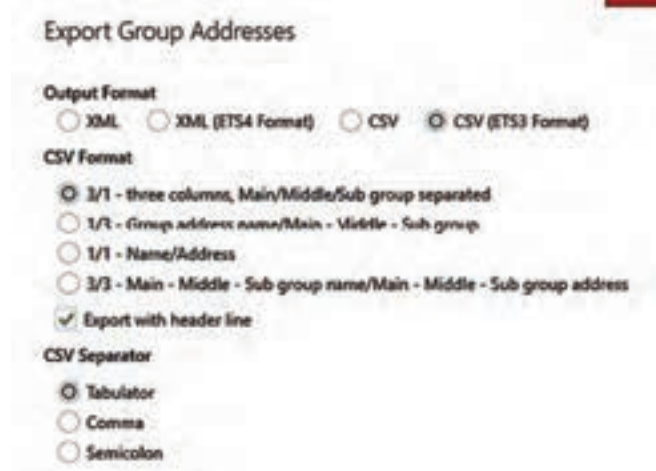 Export Group Addresses
Output Format
XML XML (ETS4 Format) CSV CSV (ETS3 Format)
CSV Format
3/1 - three columns, Main/Middle/Sub group separated
1/3 - Group address name/Main - Middle - Sub group
1/1 - Name/Address
3/3 - Main - Middle - Sub group name/Main - Middle - Sub group address
Export with header line
CSV Separator
Tabulator
Comma
Semicolon